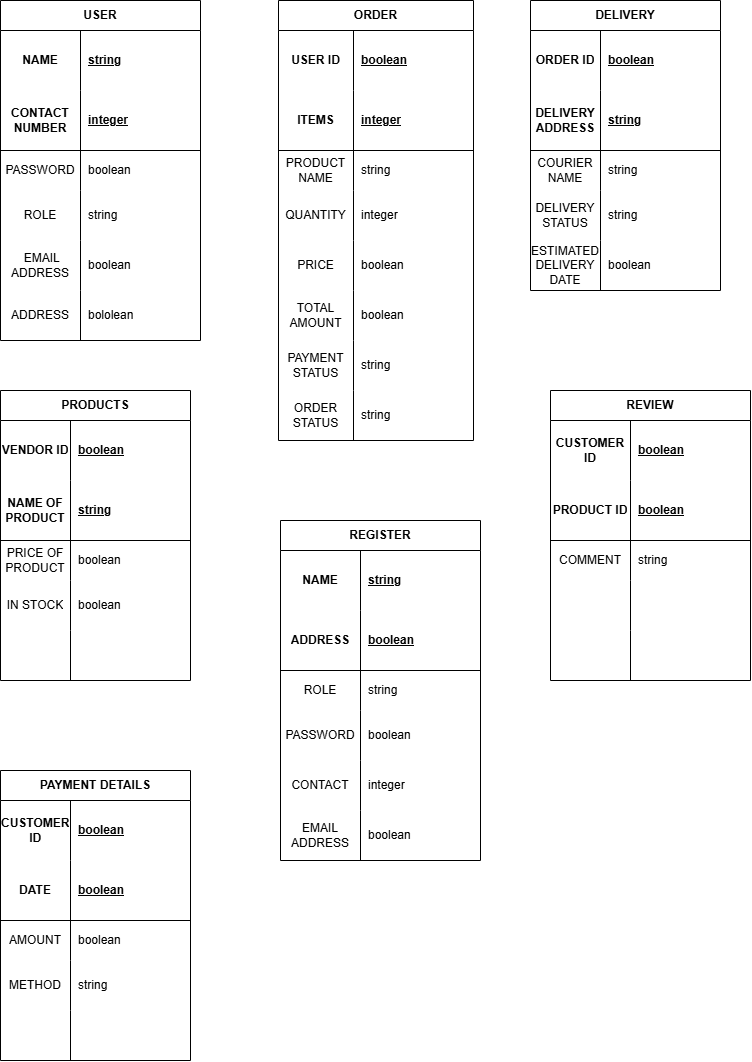 USER
NAME string
CONTACT
NUMBER integer
PASSWORD boolean
ROLE string
EMAIL
ADDRESS boolean
ADDRESS bololean
ORDER
USER ID boolean
ITEMS integer
PRODUCT
NAME string
QUANTITY integer
PRICE boolean
TOTAL
AMOUNT boolean
PAYMENT
STATUS string
ORDER
STATUS string
DELIVERY
ORDER ID boolean
DELIVERY
ADDRESS string
COURIER
NAME string
DELIVERY
STATUS string
ESTIMATED
DELIVERY boolean
DATE
PRODUCTS
VENDOR ID boolean
NAME OF
PRODUCT string
PRICE OF
PRODUCT boolean
IN STOCK boolean
REGISTER
NAME string
ADDRESS boolean
ROLE string
PASSWORD boolean
CONTACT integer
EMAIL
ADDRESS boolean
REVIEW
CUSTOMER
ID boolean
PRODUCT ID boolean
COMMENT string
PAYMENT DETAILS
CUSTOMER
ID boolean
DATE boolean
AMOUNT boolean
METHOD string